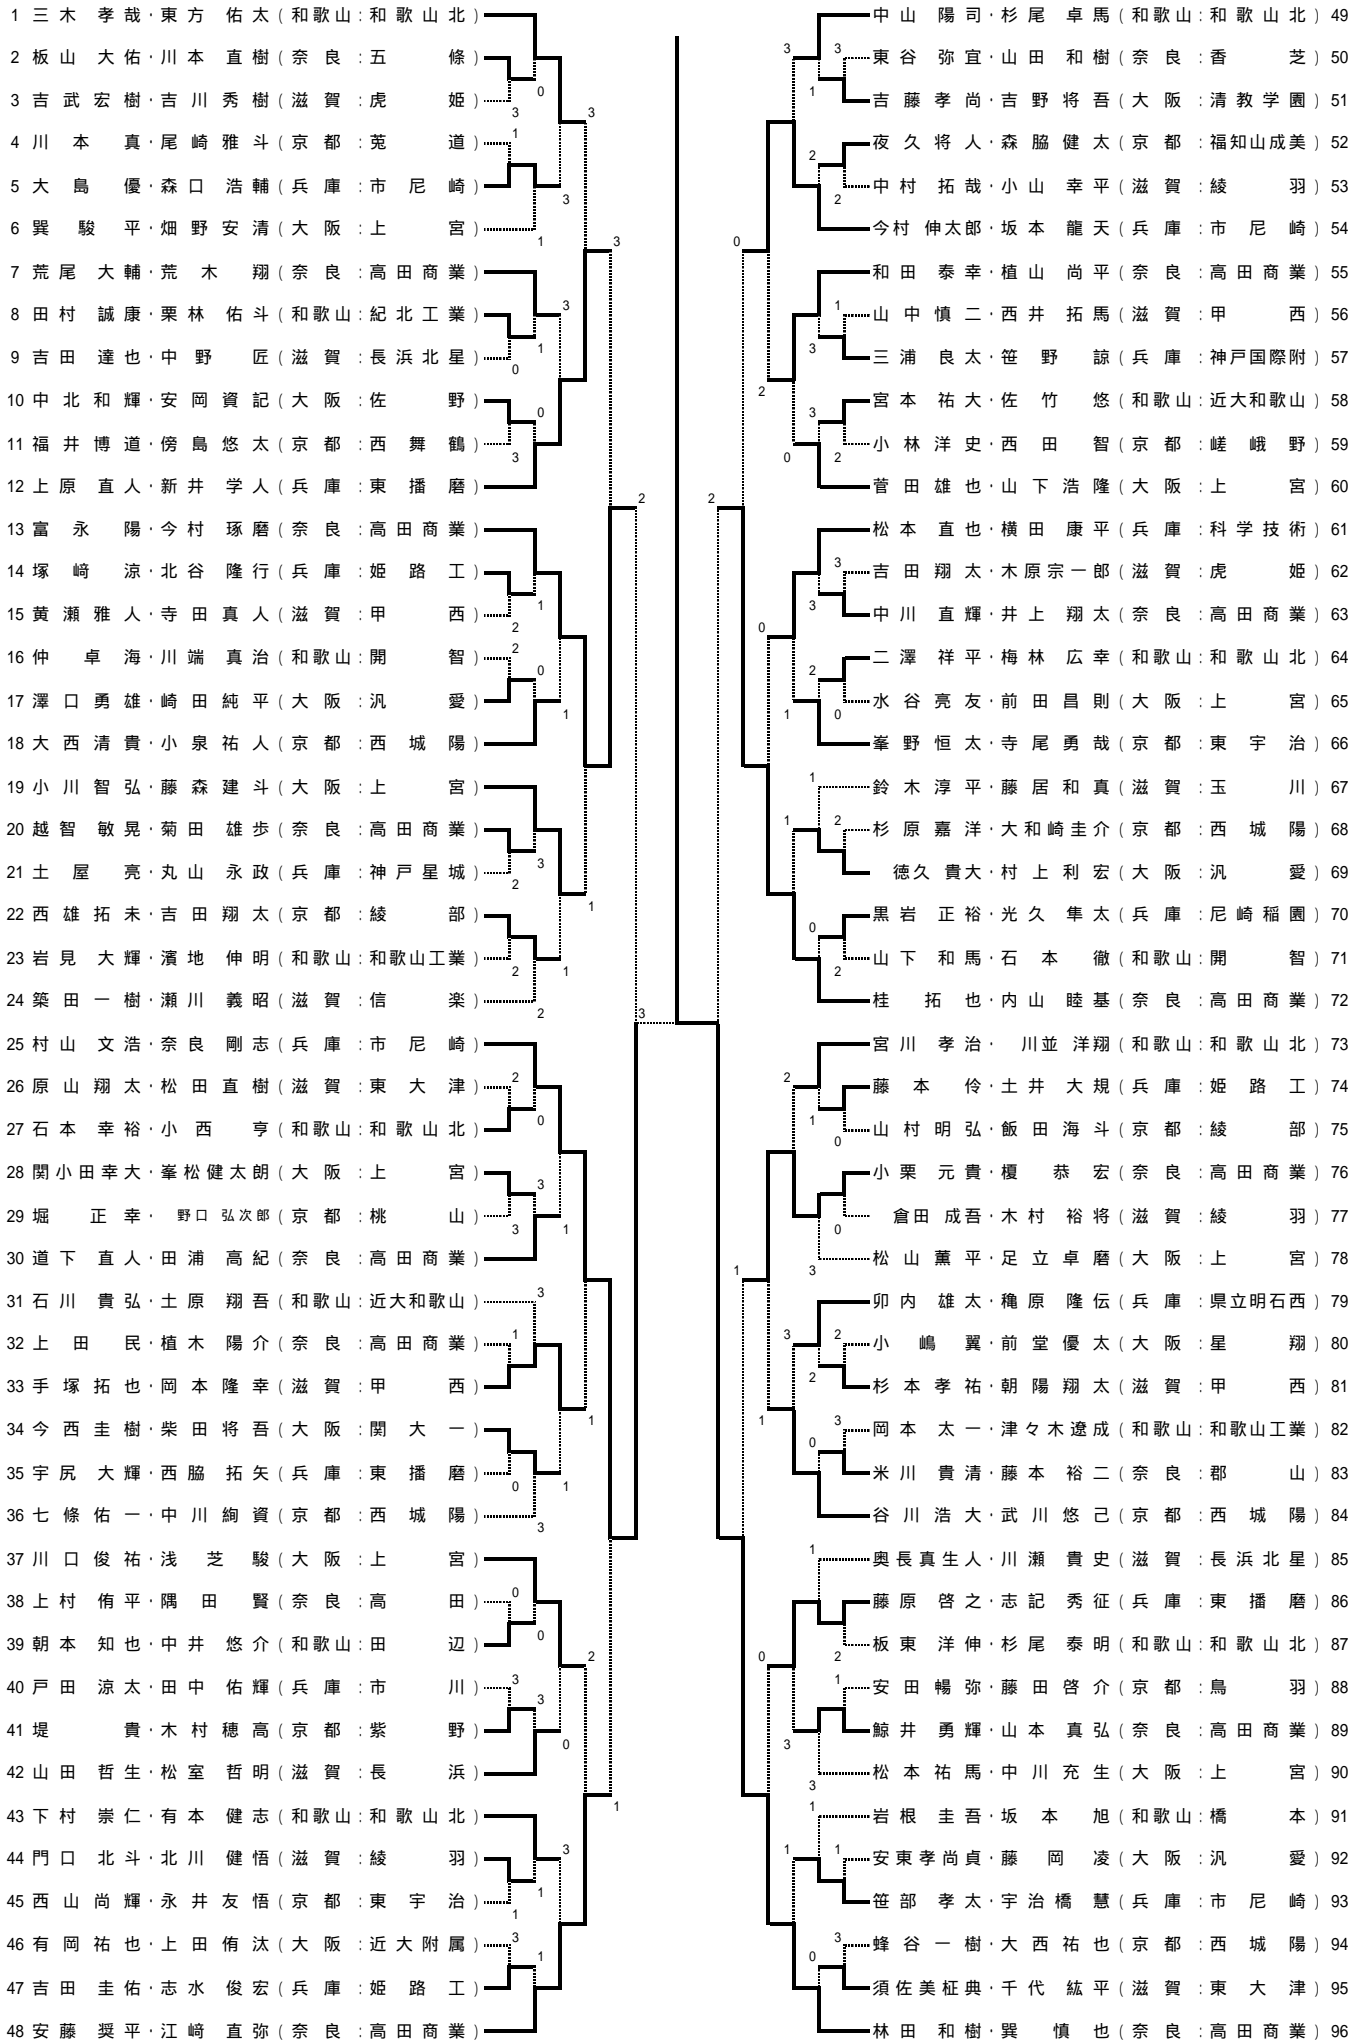 1 三木 孝哉・東方 佑太 (和歌山:和歌山北)
2 板山 大佑・川本 直樹 (奈良:五條)
3 吉武宏樹・吉川秀樹 (滋賀:虎姫)
4 川本 真・尾崎雅斗 (京都:莵道)
5 大島 優・森口 浩輔 (兵庫:市尼崎)
6 巽 駿平・畑野安清 (大阪:上宮)
7 荒尾 大輔・荒木 翔 (奈良:高田商業)
8 田村 誠康・栗林 佑斗 (和歌山:紀北工業)
9 吉田 達也・中野 匠 (滋賀:長浜北星)
10 中北和輝・安岡資記 (大阪:佐野)
11 福井博道・傍島悠太 (京都:西舞鶴)
12 上原 直人・新井 学人 (兵庫:東播磨)
13 富永 陽・今村 琢磨 (奈良:高田商業)
14 塚崎 涼・北谷 隆行 (兵庫:姫路工)
15 黄瀬雅人・寺田真人 (滋賀:甲西)
16 仲 卓海・川端 真治 (和歌山:開智)
17 澤口勇雄・崎田純平 (大阪:汎愛)
18 大西清貴・小泉祐人 (京都:西城陽)
19 小川智弘・藤森建斗 (大阪:上宮)
20 越智 敏晃・菊田 雄歩 (奈良:高田商業)
21 土屋 亮・丸山 永政 (兵庫:神戸星城)
22 西雄拓未・吉田翔太 (京都:綾部)
23 岩見 大輝・濱地 伸明 (和歌山:和歌山工業)
24 築田一樹・瀬川 義昭 (滋賀:信楽)
25 村山 文浩・奈良 剛志 (兵庫:市尼崎)
26 原山翔太・松田直樹 (滋賀:東大津)
27 石本 幸裕・小西 亨 (和歌山:和歌山北)
28 関小田幸大・峯松健太朗 (大阪:上宮)
29 堀 正幸・野口 弘次郎 (京都:桃山)
30 道下 直人・田浦 高紀 (奈良:高田商業)
31 石川 貴弘・土原 翔吾 (和歌山:近大和歌山)
32 上田 民・植木 陽介 (奈良:高田商業)
33 手塚拓也・岡本隆幸 (滋賀:甲西)
34 今西圭樹・柴田将吾 (大阪:関大一)
35 宇尻 大輝・西脇 拓矢 (兵庫:東播磨)
36 七條佑一・中川絢資 (京都:西城陽)
37 川口俊祐・浅芝 駿 (大阪:上宮)
38 上村 侑平・隅田 賢 (奈良:高田)
39 朝本 知也・中井 悠介 (和歌山:田辺)
40 戸田 涼太・田中 佑輝 (兵庫:市川)
41 堤 貴・木村穂高 (京都:紫野)
42 山田 哲生・松室 哲明 (滋賀:長浜)
43 下村 崇仁・有本 健志 (和歌山:和歌山北)
44 門口 北斗・北川 健悟 (滋賀:綾羽)
45 西山尚輝・永井友悟 (京都:東宇治)
46 有岡祐也・上田侑汰 (大阪:近大附属)
47 吉田 圭佑・志水 俊宏 (兵庫:姫路工)
48 安藤 奨平・江崎 直弥 (奈良:高田商業)
中山 陽司・杉尾 卓馬 (和歌山:和歌山北) 49
東谷 弥宜・山田 和樹 (奈良:香芝) 50
吉藤孝尚・吉野将吾 (大阪:清教学園) 51
夜久将人・森脇健太 (京都:福知山成美) 52
中村 拓哉・小山 幸平 (滋賀:綾羽) 53
今村 伸太郎・坂本 龍天 (兵庫:市尼崎) 54
和田 泰幸・植山 尚平 (奈良:高田商業) 55
山中慎二・西井 拓馬 (滋賀:甲西) 56
三浦 良太・笹野 諒 (兵庫:神戸国際附) 57
宮本 祐大・佐竹 悠 (和歌山:近大和歌山) 58
小林洋史・西田 智 (京都:嵯峨野) 59
菅田雄也・山下浩隆 (大阪:上宮) 60
松本 直也・横田 康平 (兵庫:科学技術) 61
吉田翔太・木原宗一郎 (滋賀:虎姫) 62
中川 直輝・井上 翔太 (奈良:高田商業) 63
二澤 祥平・梅林 広幸 (和歌山:和歌山北) 64
水谷亮友・前田昌則 (大阪:上宮) 65
峯野恒太・寺尾勇哉 (京都:東宇治) 66
鈴木淳平・藤居和真 (滋賀:玉川) 67
杉原嘉洋・大和崎圭介 (京都:西城陽) 68
徳久 貴大・村上利宏 (大阪:汎愛) 69
黒岩 正裕・光久 隼太 (兵庫:尼崎稲園) 70
山下 和馬・石本 徹 (和歌山:開智) 71
桂 拓也・内山 睦基 (奈良:高田商業) 72
宮川 孝治・川並 洋翔 (和歌山:和歌山北) 73
藤本 伶・土井 大規 (兵庫:姫路工) 74
山村明弘・飯田海斗 (京都:綾部) 75
小栗 元貴・榎 恭宏 (奈良:高田商業) 76
倉田 成吾・木村 裕将 (滋賀:綾羽) 77
松山薫平・足立卓磨 (大阪:上宮) 78
卯内 雄太・穐原 隆伝 (兵庫:県立明石西) 79
小嶋 翼・前堂優太 (大阪:星翔) 80
杉本孝祐・朝陽翔太 (滋賀:甲西) 81
岡本 太一・津々木遼成 (和歌山:和歌山工業) 82
米川 貴清・藤本 裕二 (奈良:郡山) 83
谷川浩大・武川悠己 (京都:西城陽) 84
奥長真生人・川瀬 貴史 (滋賀:長浜北星) 85
藤原 啓之・志記 秀征 (兵庫:東播磨) 86
板東 洋伸・杉尾 泰明 (和歌山:和歌山北) 87
安田暢弥・藤田啓介 (京都:鳥羽) 88
鯨井 勇輝・山本 真弘 (奈良:高田商業) 89
松本祐馬・中川充生 (大阪:上宮) 90
岩根 圭吾・坂本 旭 (和歌山:橋本) 91
安東孝尚貞・藤岡 凌 (大阪:汎愛) 92
笹部 孝太・宇治橋 慧 (兵庫:市尼崎) 93
蜂谷一樹・大西祐也 (京都:西城陽) 94
須佐美柾典・千代 紘平 (滋賀:東大津) 95
林田 和樹・巽 慎也 (奈良:高田商業) 96